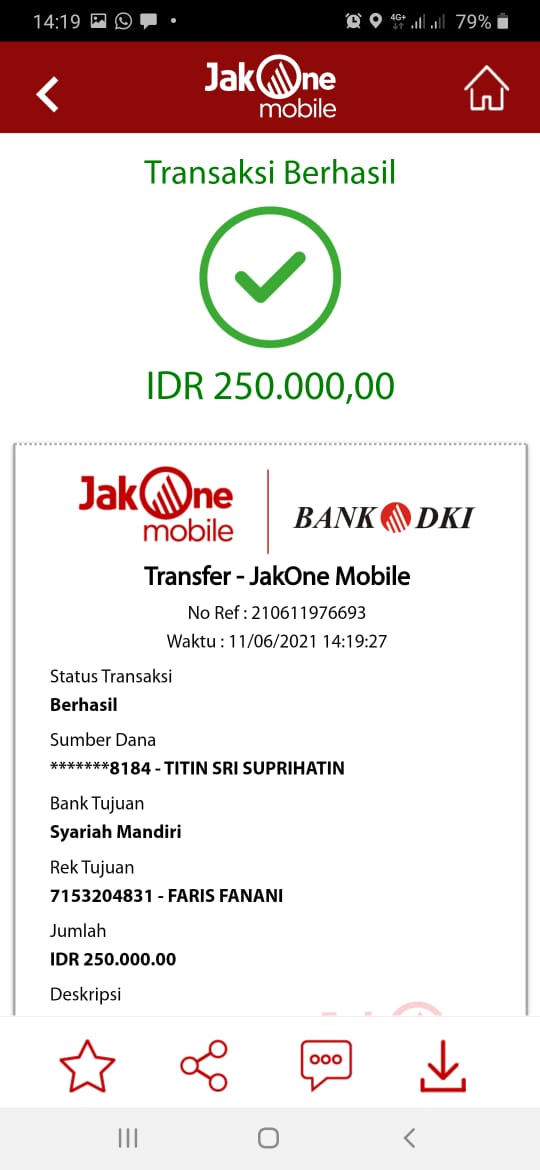 14:19
4G+
79%
JakOne
mobile
Transaksi Berhasil
IDR 250.000,00
JakOne
mobile
BANK DKI
Transfer - JakOne Mobile
No Ref : 210611976693
Waktu : 11/06/2021 14:19:27
Status Transaksi
Berhasil
Sumber Dana
*******8184 - TITIN SRI SUPRIHATIN
Bank Tujuan
Syariah Mandiri
Rek Tujuan
7153204831 - FARIS FANANI
Jumlah
IDR 250.000.00
Deskripsi